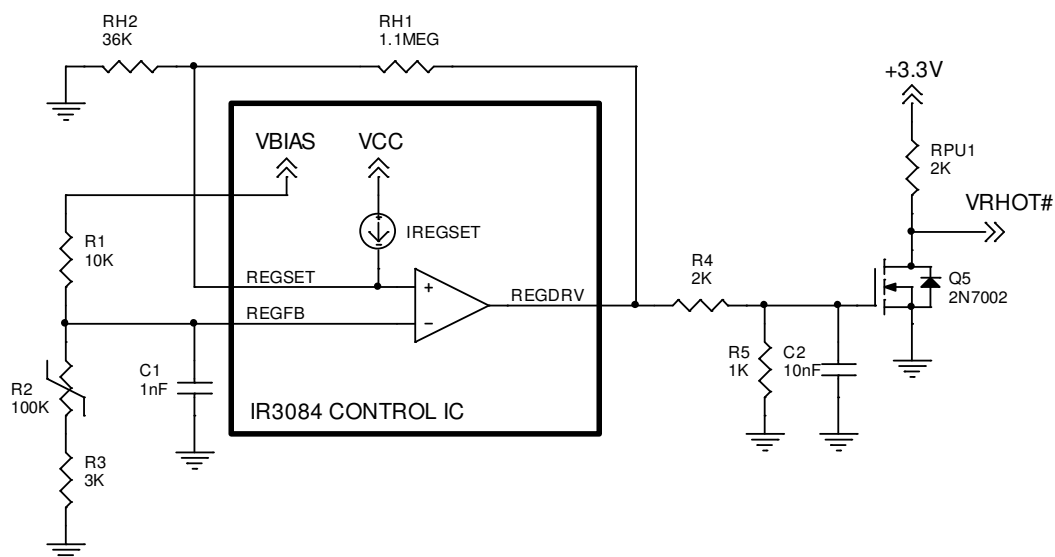 RH2
36K
RH1
1.1MEG
+3.3V
VBIAS
VCC
RPU1
2K
VRHOT#
R1
10K
IREGSET
REGSET
+
REGDRV
R4
2K
Q5
2N7002
REGFB
-
R2
100K
C1
1nF
R5
1K
C2
10nF
IR3084 CONTROL IC
R3
3K